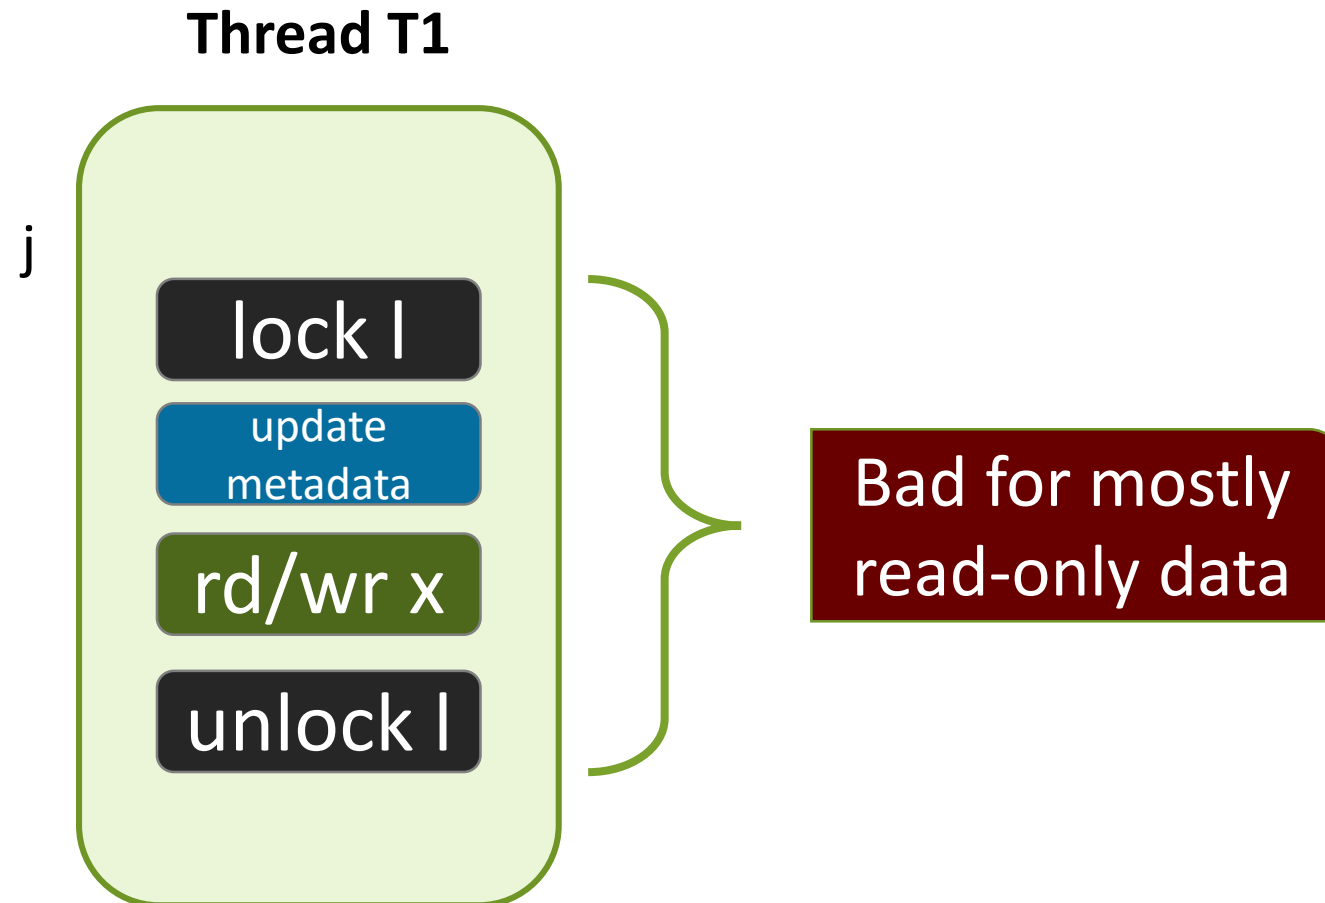 Thread T1
j
lock l
update
metadata
rd/wr x
unlock l
Bad for mostly
read-only data